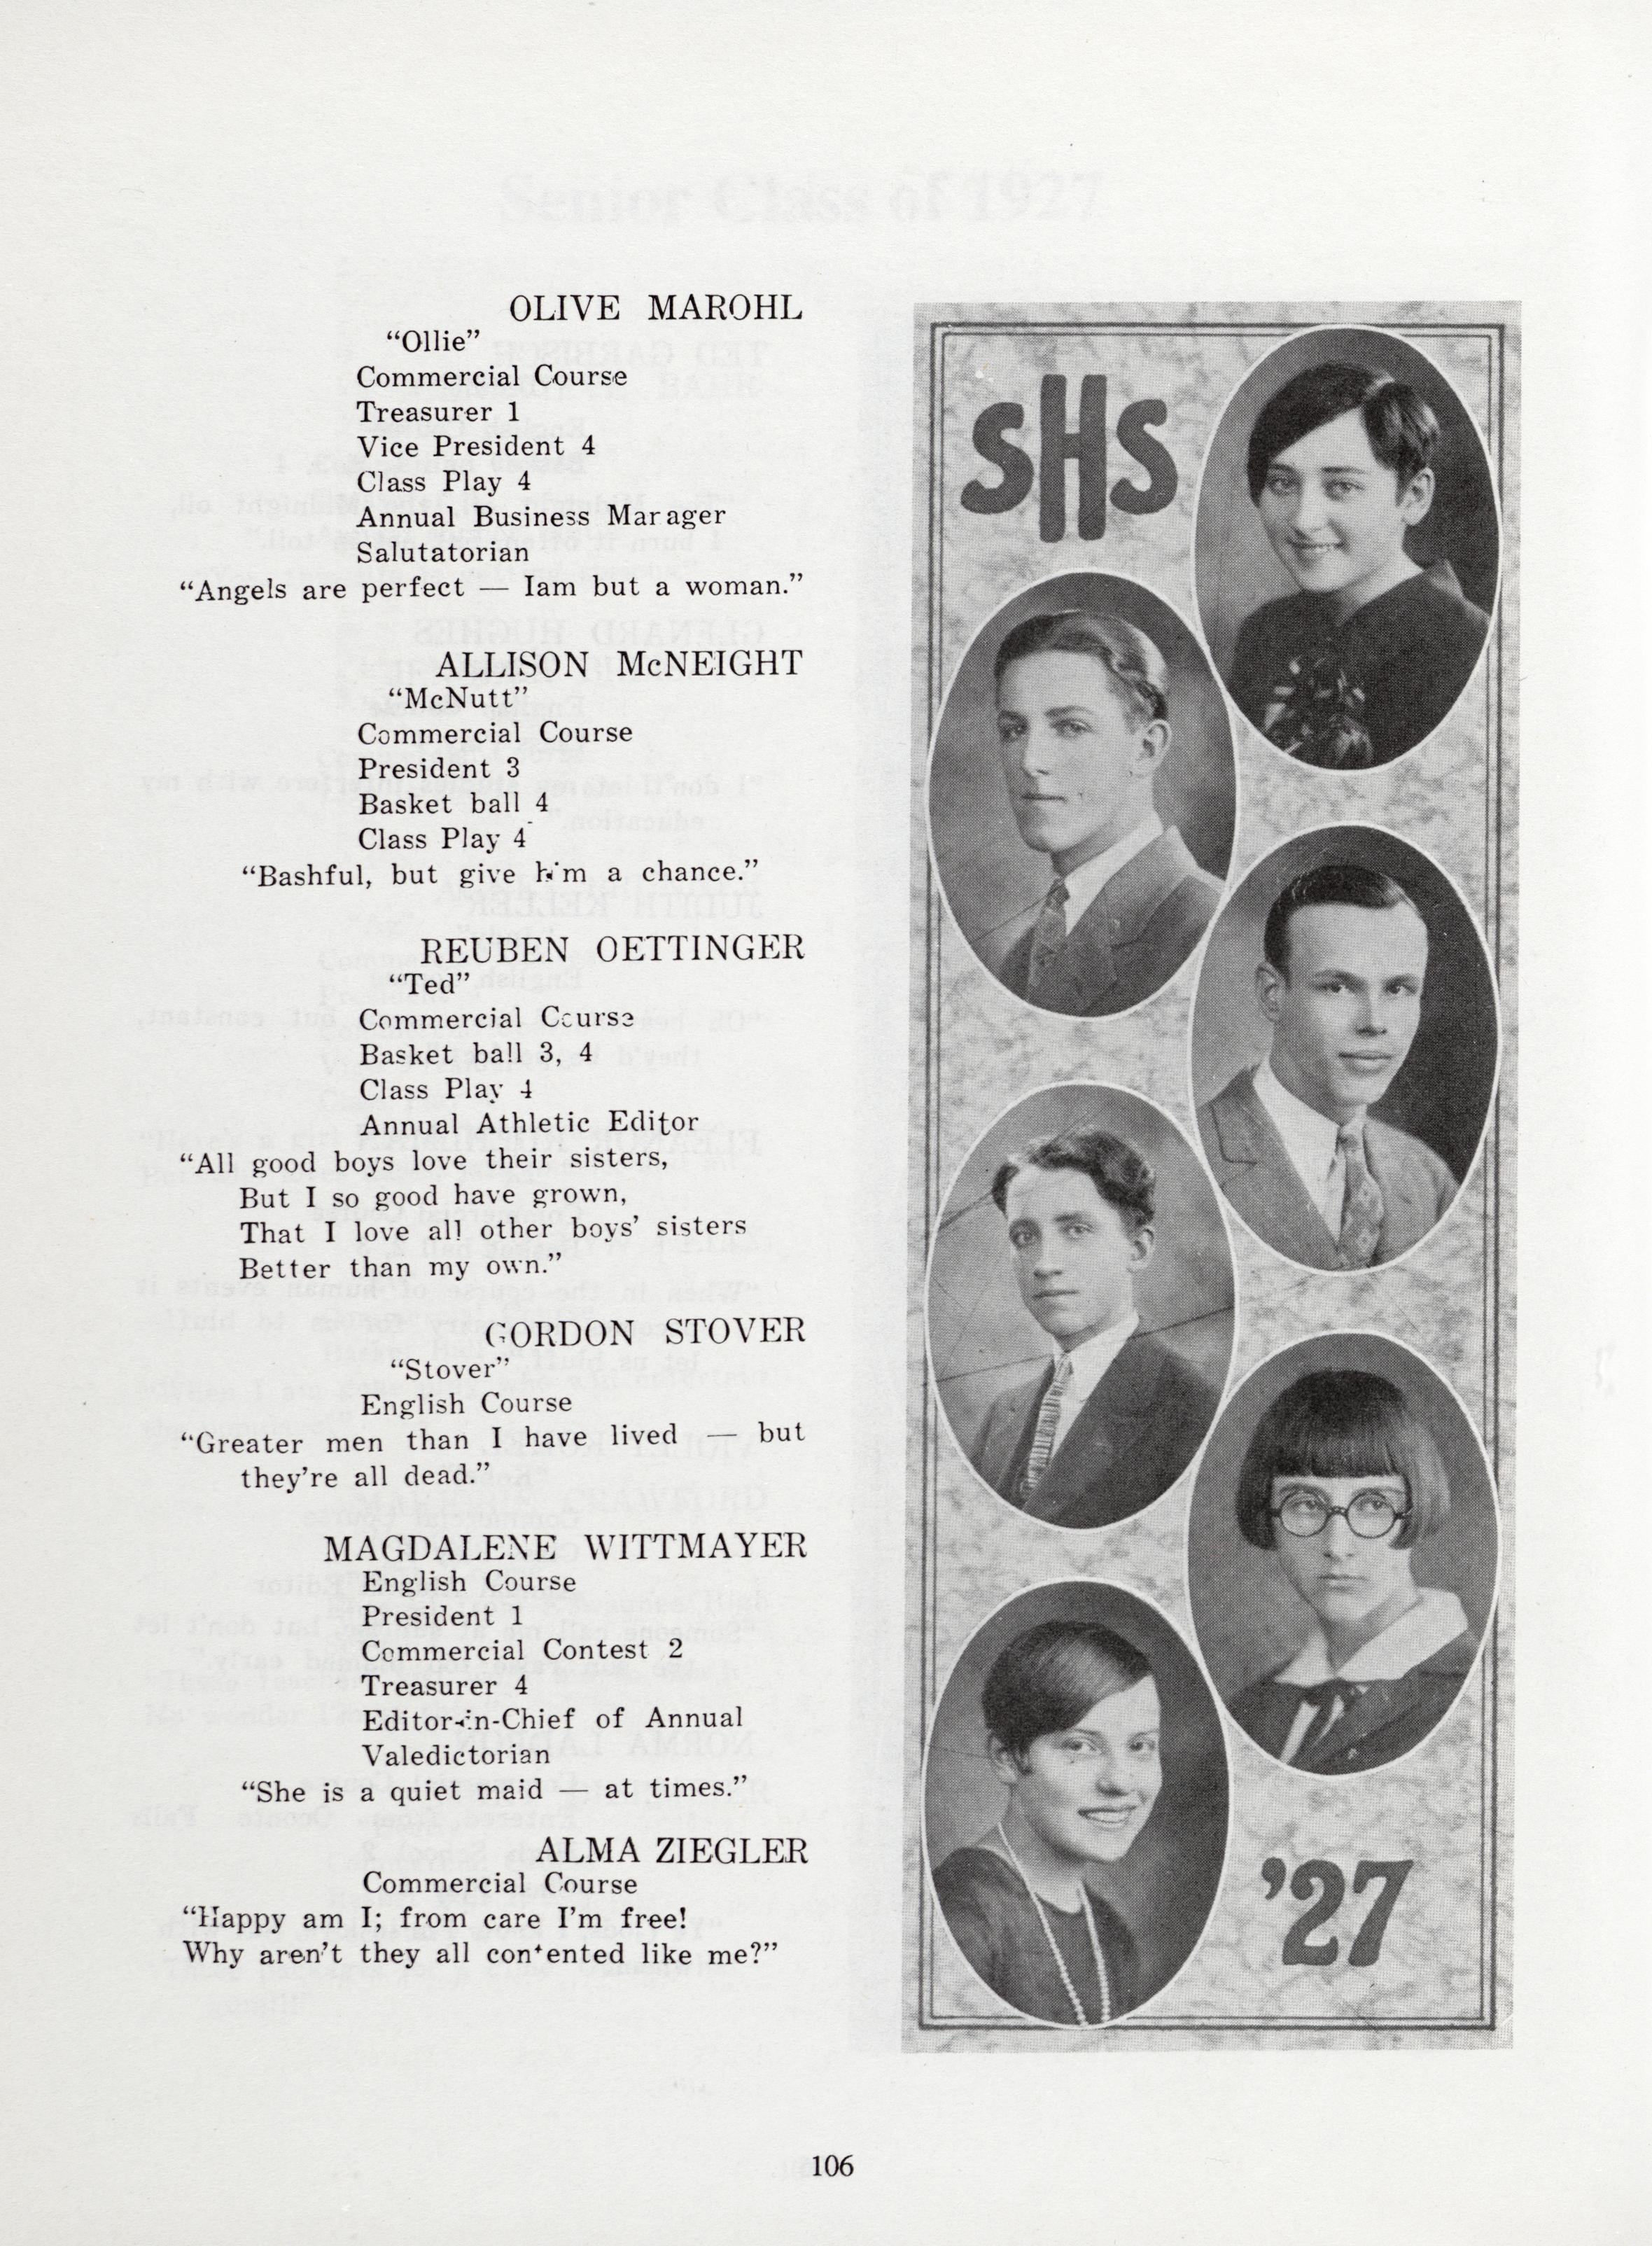 Senior Class of 1927
OLIVE MAROHL
“Ollie”
Commercial Course
Treasurer 1
Vice President 4
Class Play 4
Annual Business Marager
Salutatorian
“Angels are perfect — Iam but a woman.”
ALLISON McNEIGHT
“McNutt”
Commercial Course
President 3
Basket ball 4
Class Play 4
“Bashful, but give him a chance.”
REUBEN OETTINGER
“Ted”
Commercial Course
Basket ball 3, 4
Class Play 4
Annual Athletic Editor
“All good boys love their sisters,
But I so good have grown,
That I love all other boys’ sisters
Better than my own.”
GORDON STOVER
“Stover”
English Course
“Greater men than I have lived — but
they’re all dead.”
MAGDALENE WITTMAYER
English Course
President 1
Commercial Contest 2
Treasurer 4
Editor-in-Chief of Annual
Valedictorian
“She is a quiet maid — at times.”
ALMA ZIEGLER
Commercial Course
“Happy am I; from care I’m free!
Why aren’t they all contented like me?”
SHS
’27
106